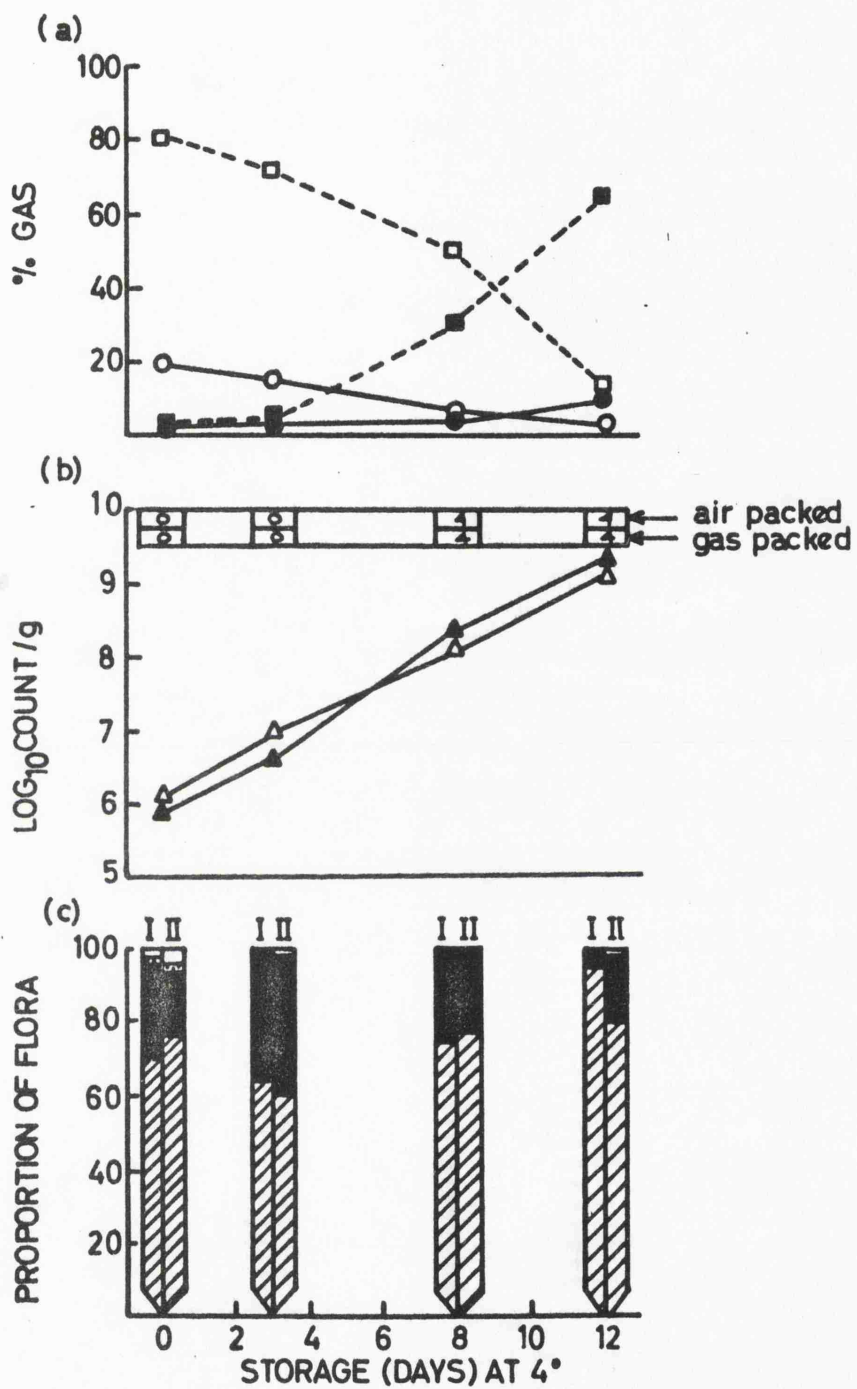 (a)
100
80
60
40
20
% GAS
(b)
10
9
8
7
6
5
LOG10COUNT/g
0 0
air packed
gas packed
(c)
I II I II I II I II
100
80
60
40
20
PROPORTION OF FLORA
0 2 4 6 8 10 12
STORAGE (DAYS) AT 4°